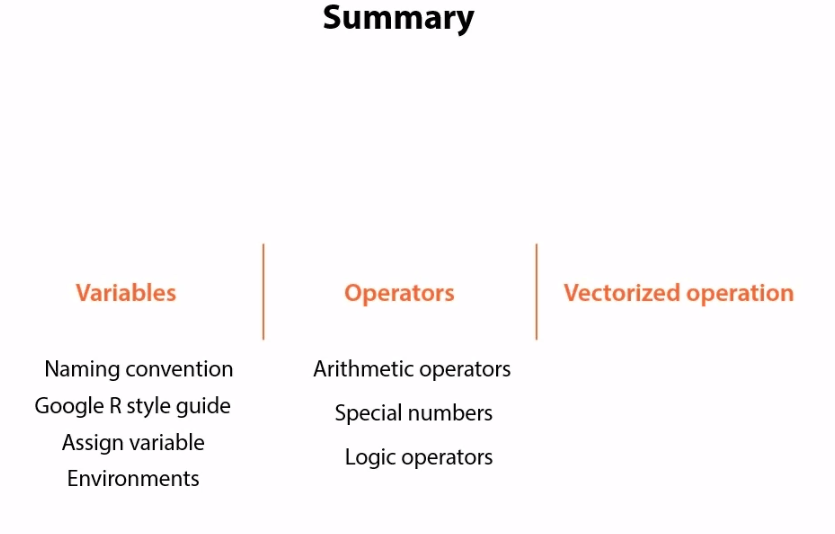 Summary
Variables
Naming convention
Google R style guide
Assign variable
Environments
Operators
Arithmetic operators
Special numbers
Logic operators
Vectorized operation